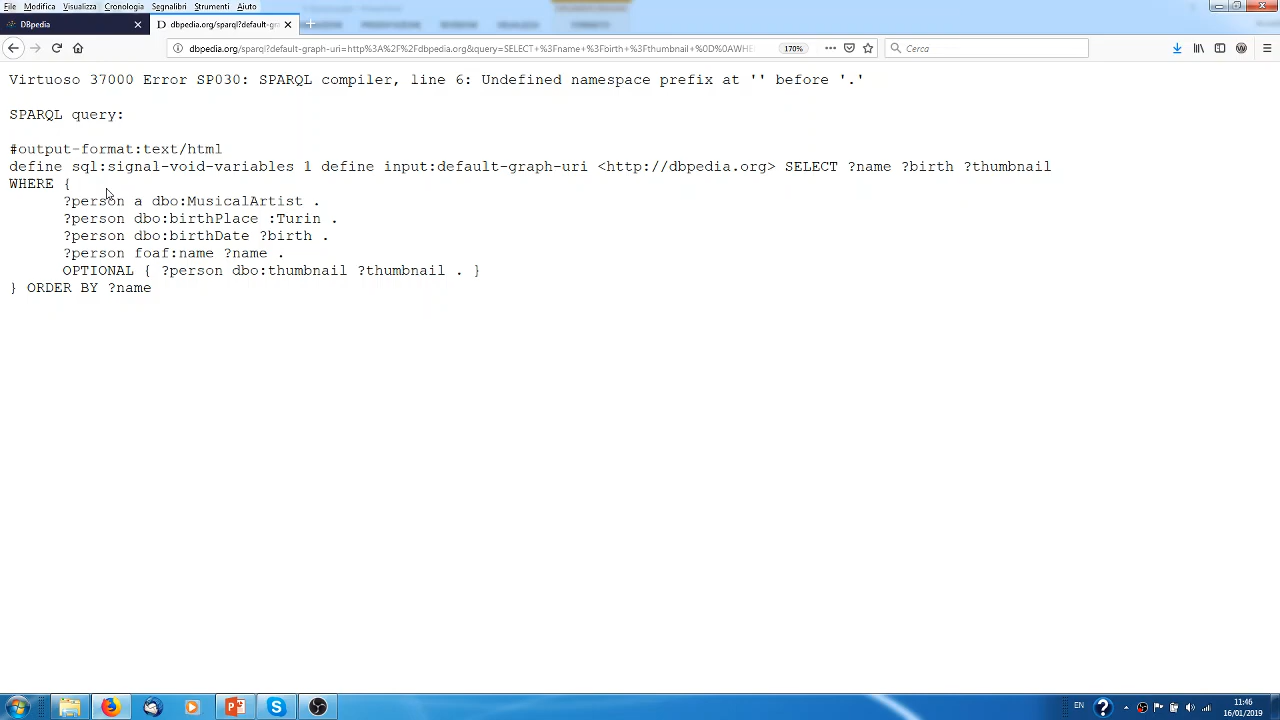 File Modifica Visualizza Cronologia Segnalibri Strumenti Aiuto
DBpedia
dbpedia.org/sparql?default-gra
dbpedia.org/sparql?default-graph-uri=http%3A%2F%2Fdbpedia.org&query=SELECT+%3Fname+%3Fbirth+%3Fthumbnail+%0D%0AWHE
170%
Cerca
Virtuoso 37000 Error SP030: SPARQL compiler, line 6: Undefined namespace prefix at '' before '.'
SPARQL query:
#output-format:text/html
define sql:signal-void-variables 1 define input:default-graph-uri <http://dbpedia.org> SELECT ?name ?birth ?thumbnail
WHERE {
?person a dbo:MusicalArtist .
?person dbo:birthPlace :Turin .
?person dbo:birthDate ?birth .
?person foaf:name ?name .
OPTIONAL { ?person dbo:thumbnail ?thumbnail . }
} ORDER BY ?name
EN
11:46
16/01/2019